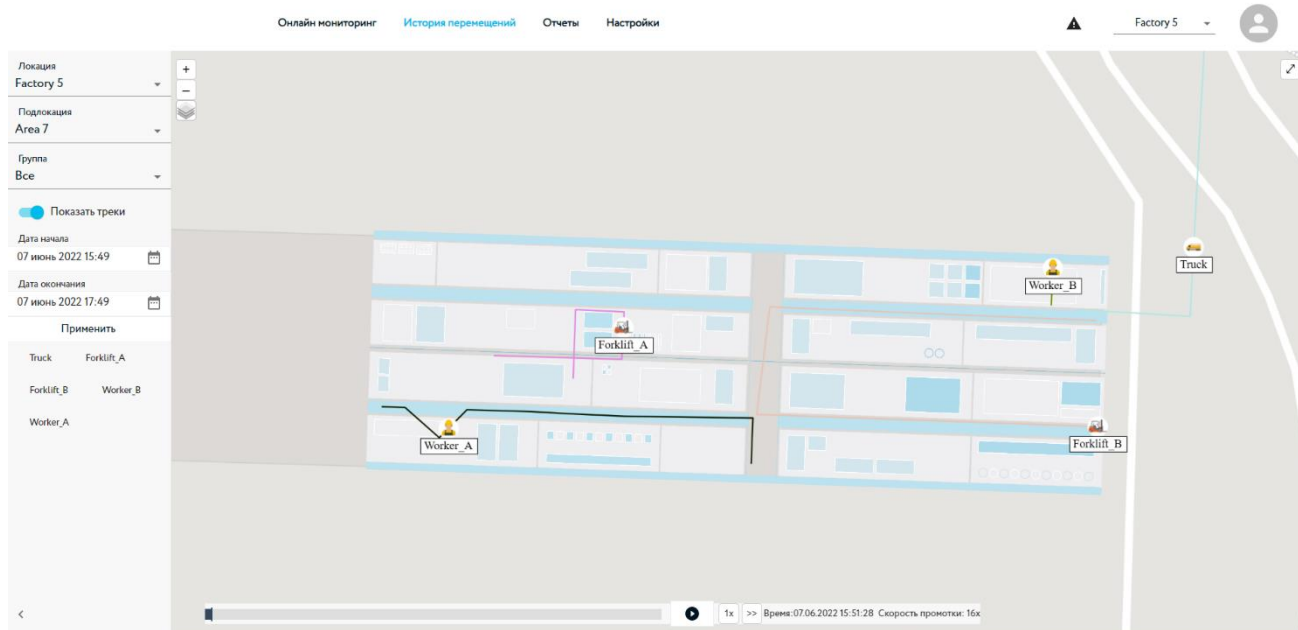 Онлайн мониторинг История перемещений Отчеты Настройки Factory 5
Локация
Factory 5
Подлокация
Area 7
Группа
Все
Показать треки
Дата начала
07 июнь 2022 15:49
Дата окончания
07 июнь 2022 17:49
Применить
Truck Forklift_A
Forklift_B Worker_B
Worker_A
+
−
Truck
Worker_B
Forklift_A
Worker_A
Forklift_B
1x >> Время:07.06.2022 15:51:28 Скорость промотки: 16x